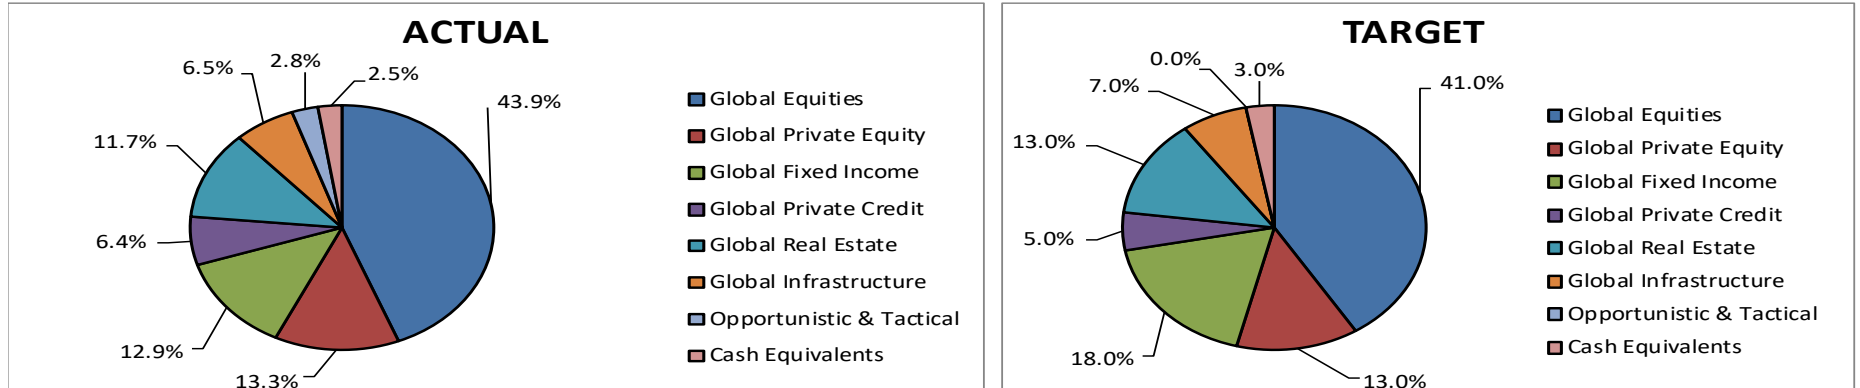 ACTUAL
2.8%
6.5%
2.5%
43.9%
11.7%
6.4%
12.9%
13.3%
Global Equities
Global Private Equity
Global Fixed Income
Global Private Credit
Global Real Estate
Global Infrastructure
Opportunistic & Tactical
Cash Equivalents
TARGET
0.0%
3.0%
7.0%
41.0%
13.0%
5.0%
18.0%
13.0%
Global Equities
Global Private Equity
Global Fixed Income
Global Private Credit
Global Real Estate
Global Infrastructure
Opportunistic & Tactical
Cash Equivalents